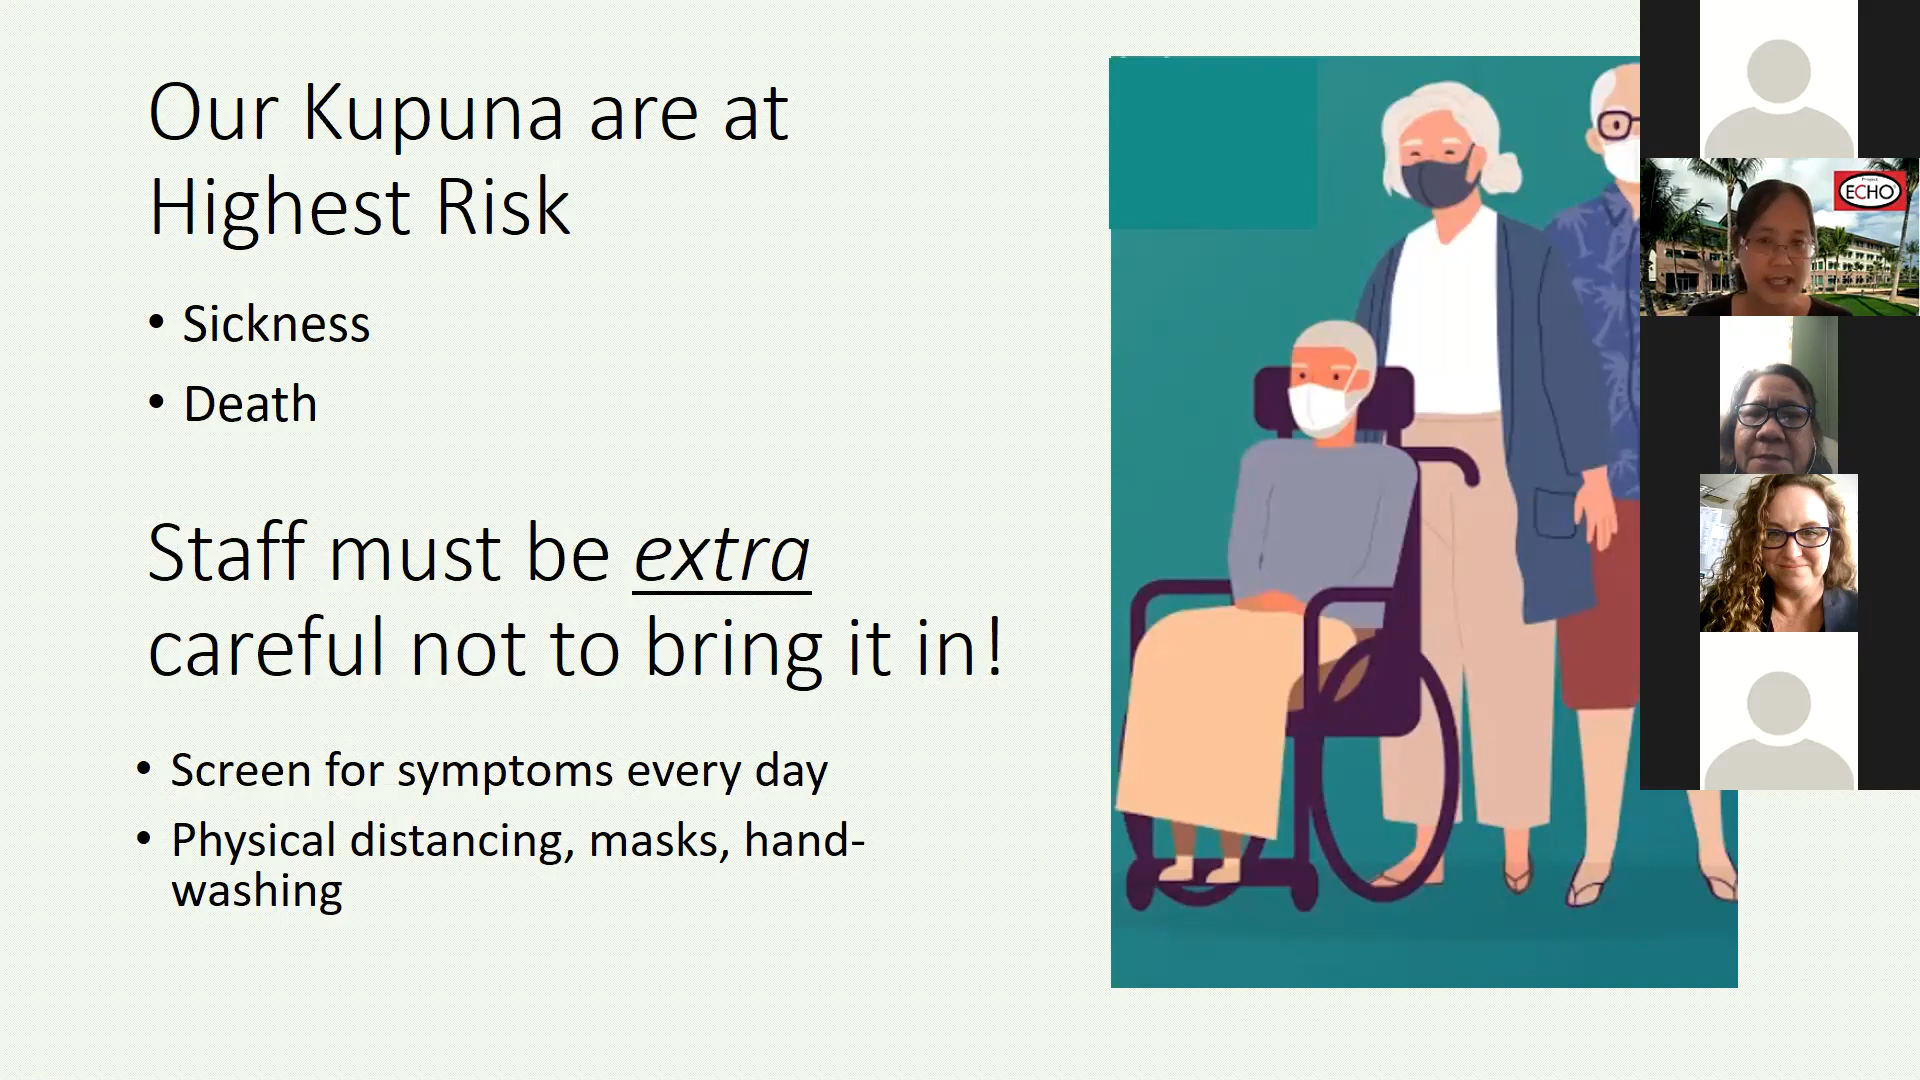 Our Kupuna are at
Highest Risk
• Sickness
• Death
Staff must be extra
careful not to bring it in!
• Screen for symptoms every day
• Physical distancing, masks, hand-
washing
Project
ECHO